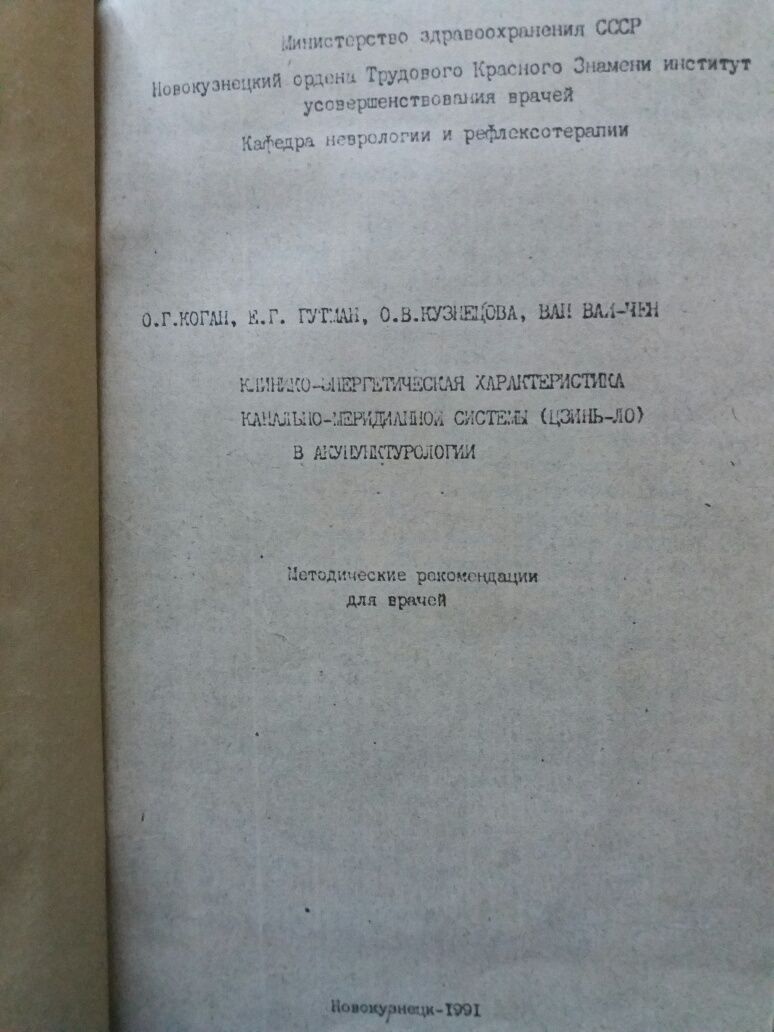 Министерство здравоохранения СССР
Новокузнецкий ордена Трудового Красного Знамени институт
усовершенствования врачей
Кафедра неврологии и рефлексотерапии
О.Г.КОГАН, Е.Г. ГУТМАН, О.В.КУЗНЕЦОВА, ВАН ВАЙ-ЧЕН
КЛИНИКО-ЭНЕРГЕТИЧЕСКАЯ ХАРАКТЕРИСТИКА
КАНАЛЬНО-МЕРИДИАННОЙ СИСТЕМЫ (ЦЗИНЬ-ЛО)
В АКУПУНКТУРОЛОГИИ
Методические рекомендации
для врачей
Новокузнецк-1991